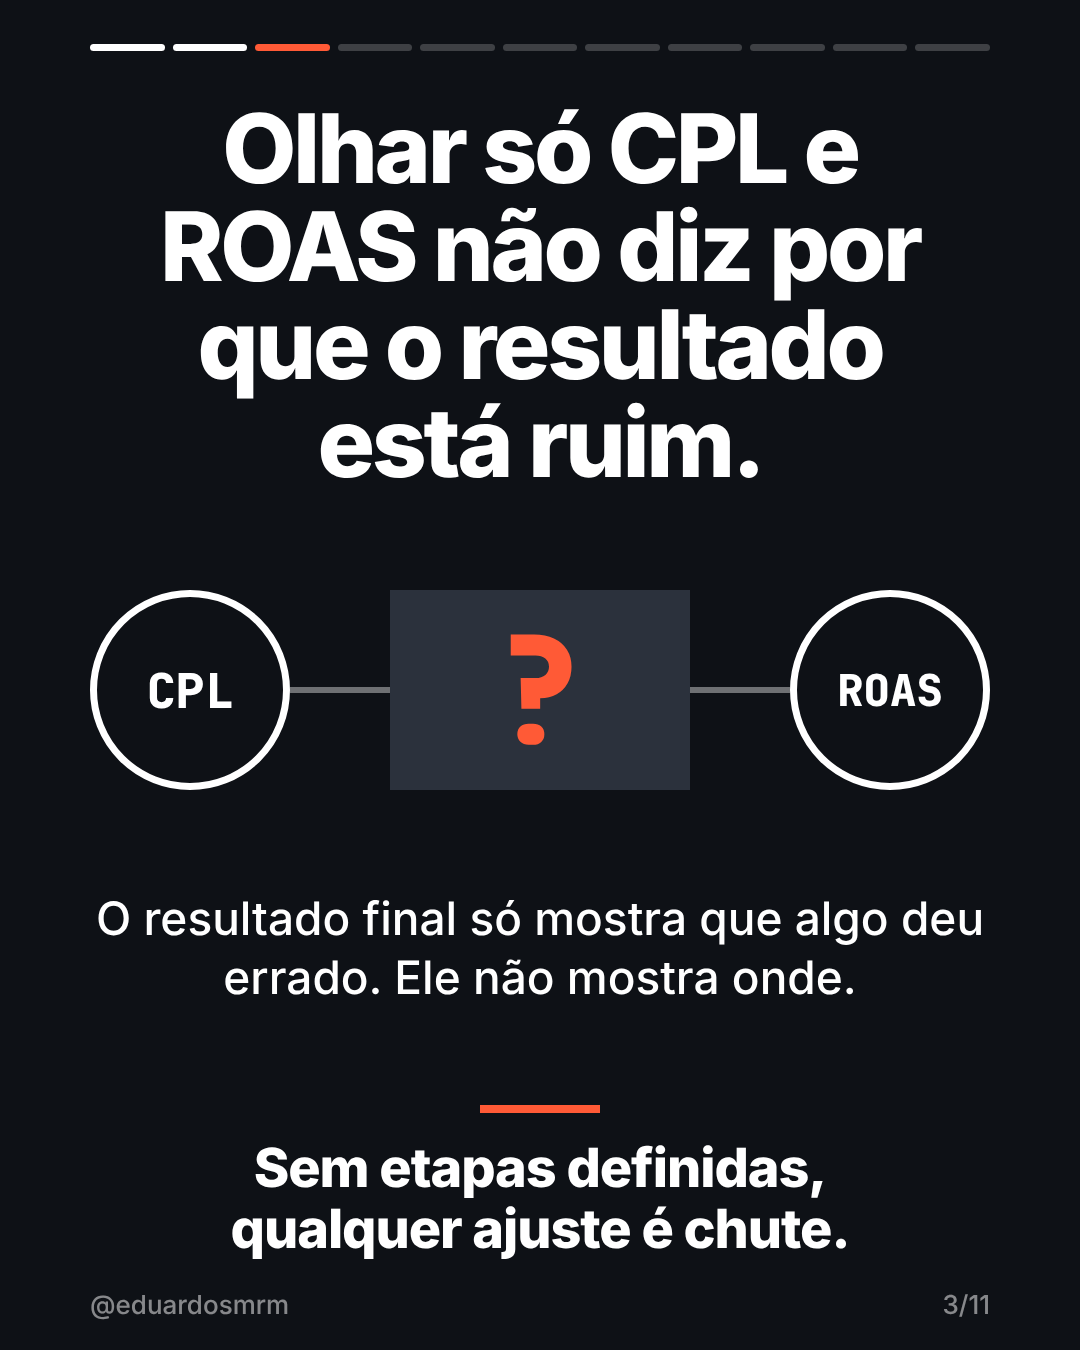 Olhar só CPL e
ROAS não diz por
que o resultado
está ruim.
CPL
?
ROAS
O resultado final só mostra que algo deu
errado. Ele não mostra onde.
Sem etapas definidas,
qualquer ajuste é chute.
@eduardosmrm
3/11